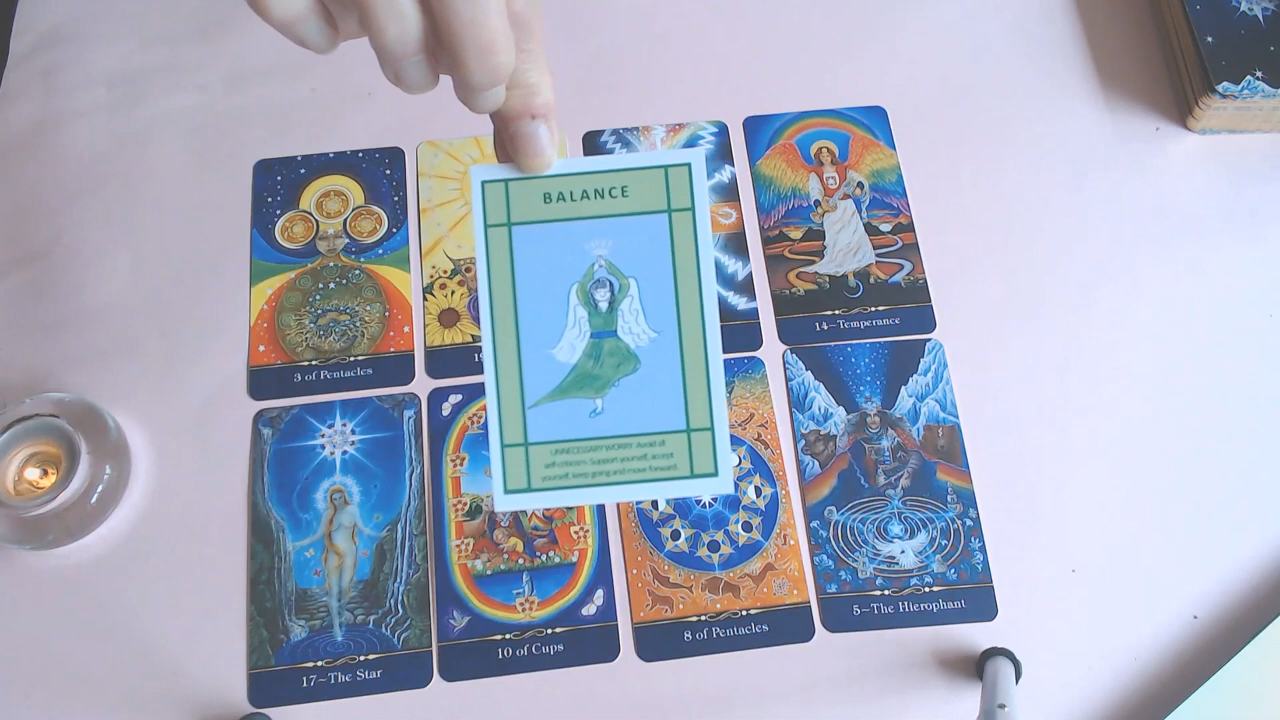 BALANCE
UNNECESSARY WORRY Avoid all
self-criticism. Support yourself, accept
yourself, keep going and move forward.
3 of Pentacles
19
14~Temperance
17~The Star
10 of Cups
8 of Pentacles
5~The Hierophant